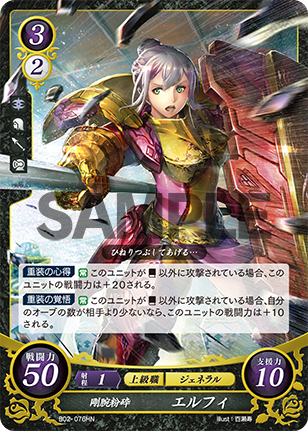 3
2
SAMPLE
ひねりつぶしてあげる…
重装の心得 常 このユニットが■以外に攻撃されている場合、こ
のユニットの戦闘力は+20される。
重装の覚悟 常 このユニットが■以外に攻撃されている場合、自分
のオーブの数が相手より少ないなら、このユニットの戦闘力は+10
される。
戦闘力 50
射程 1 上級職 ジェネラル
支援力 10
剛腕粉砕 エルフィ
B02-076HN
Illust:百瀬寿